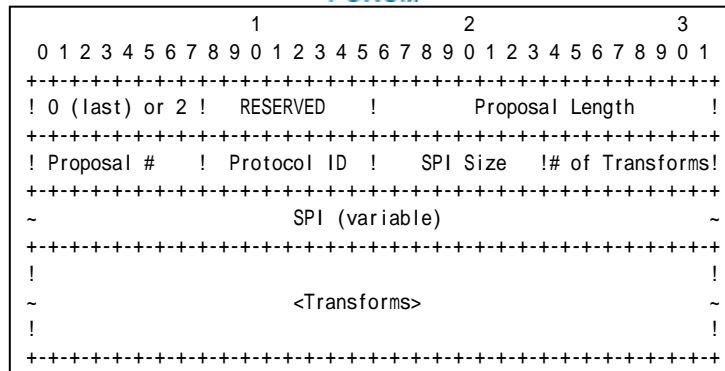 1 2 3
0 1 2 3 4 5 6 7 8 9 0 1 2 3 4 5 6 7 8 9 0 1 2 3 4 5 6 7 8 9 0 1
+-+-+-+-+-+-+-+-+-+-+-+-+-+-+-+-+-+-+-+-+-+-+-+-+-+-+-+-+-+-+-+-+
! 0 (last) or 2 ! RESERVED ! Proposal Length !
+-+-+-+-+-+-+-+-+-+-+-+-+-+-+-+-+-+-+-+-+-+-+-+-+-+-+-+-+-+-+-+-+
! Proposal # ! Protocol ID ! SPI Size !# of Transforms!
+-+-+-+-+-+-+-+-+-+-+-+-+-+-+-+-+-+-+-+-+-+-+-+-+-+-+-+-+-+-+-+-+
~ SPI (variable) ~
+-+-+-+-+-+-+-+-+-+-+-+-+-+-+-+-+-+-+-+-+-+-+-+-+-+-+-+-+-+-+-+-+
! !
~ <Transforms> ~
! !
+-+-+-+-+-+-+-+-+-+-+-+-+-+-+-+-+-+-+-+-+-+-+-+-+-+-+-+-+-+-+-+-+